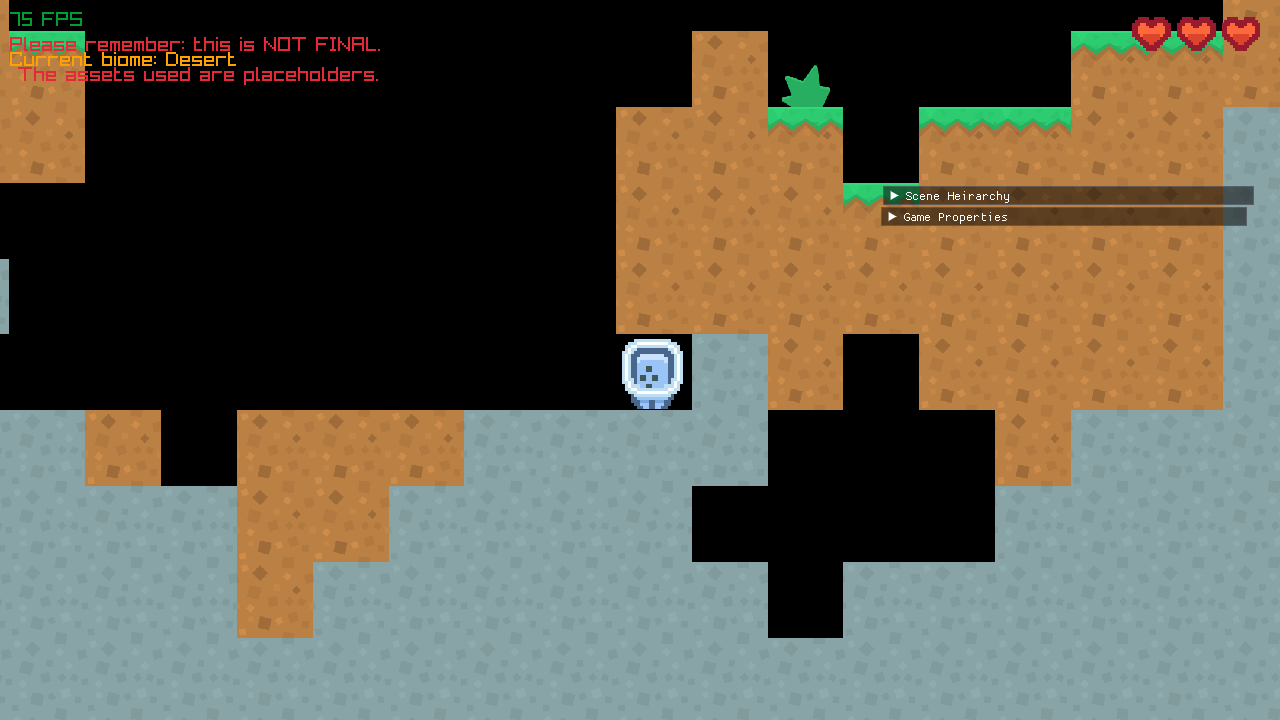 75 FPS
Please remember: this is NOT FINAL.
Current biome: Desert
The assets used are placeholders.
Scene Heirarchy
Game Properties